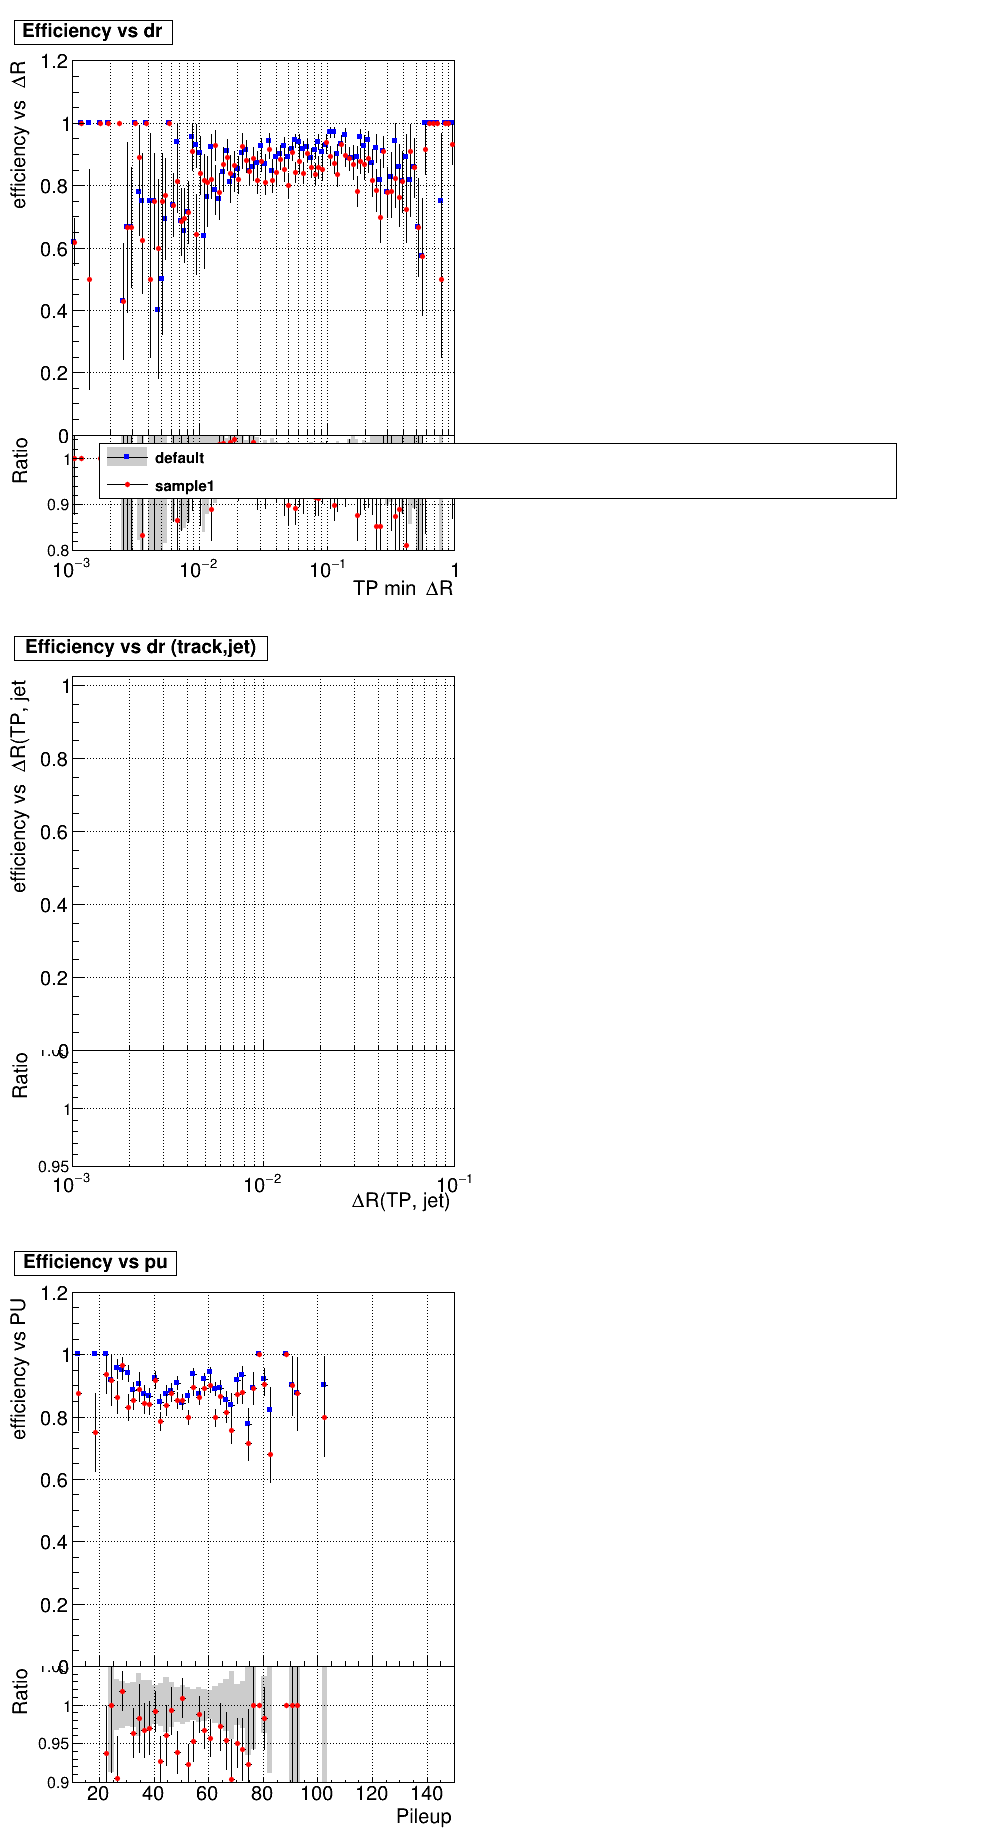 Efficiency vs dr
efficiency vs ΔR
1.2
1
0.8
0.6
0.4
0.2
0
Ratio
1
0.9
0.8
default
sample1
10−3
10−2
10−1
1
TP min ΔR
Efficiency vs dr (track,jet)
efficiency vs ΔR(TP, jet
1
0.8
0.6
0.4
0.2
0
Ratio
1
0.95
10−3
10−2
10−1
ΔR(TP, jet)
Efficiency vs pu
efficiency vs PU
1.2
1
0.8
0.6
0.4
0.2
0
Ratio
1
0.95
0.9
20 40 60 80 100 120 140
Pileup